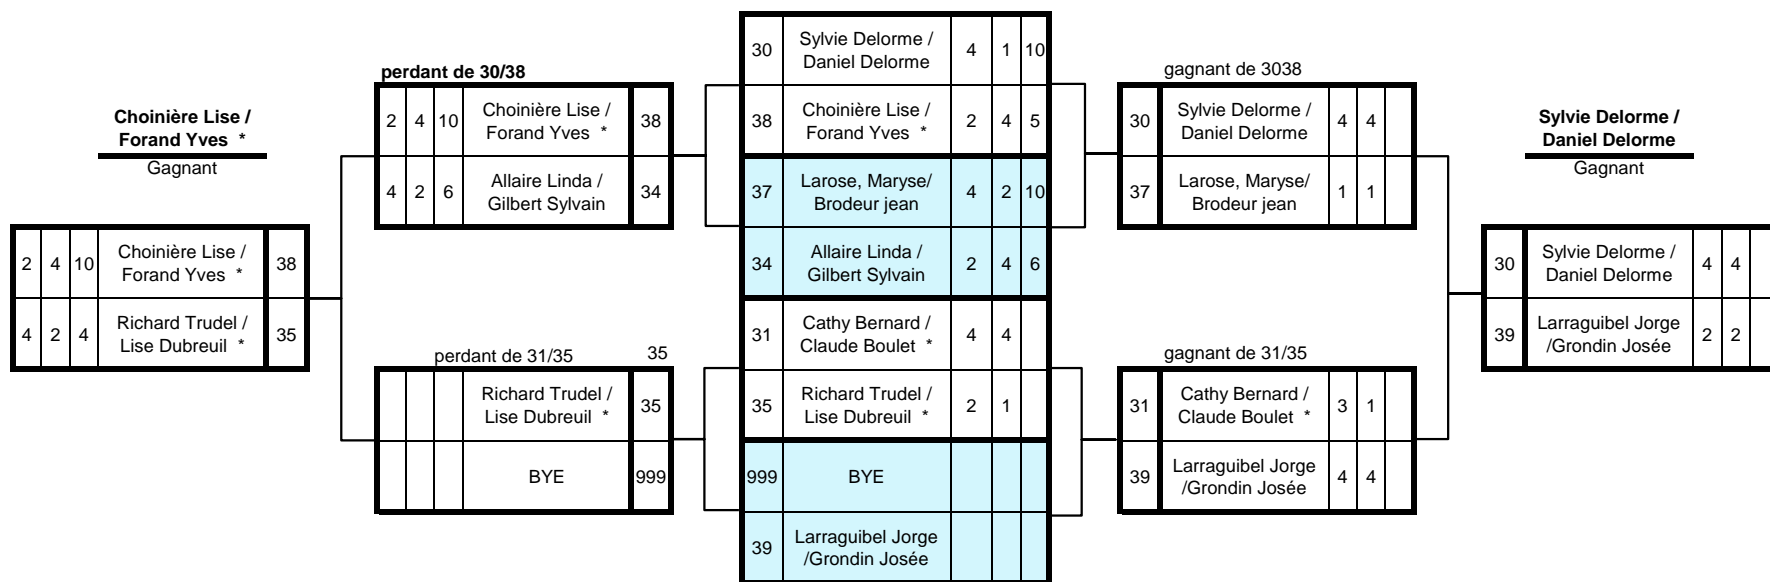 Choinière Lise /
Forand Yves  *
Gagnant
2 4 10 Choinière Lise / 38
Forand Yves  *
4 2 4 Richard Trudel / 35
Lise Dubreuil  *
perdant de 30/38
2 4 10 Choinière Lise / 38
Forand Yves  *
4 2 6 Allaire Linda / 34
Gilbert Sylvain
perdant de 31/35 35
Richard Trudel / 35
Lise Dubreuil  *
BYE 999
30 Sylvie Delorme / 4 1 10
Daniel Delorme
38 Choinière Lise / 2 4 5
Forand Yves  *
37 Larose, Maryse/ 4 2 10
Brodeur jean
34 Allaire Linda / 2 4 6
Gilbert Sylvain
31 Cathy Bernard / 4 4
Claude Boulet  *
35 Richard Trudel / 2 1
Lise Dubreuil  *
999 BYE
39 Larraguibel Jorge
/Grondin Josée
gagnant de 3038
30 Sylvie Delorme / 4 4
Daniel Delorme
37 Larose, Maryse/ 1 1
Brodeur jean
gagnant de 31/35
31 Cathy Bernard / 3 1
Claude Boulet  *
39 Larraguibel Jorge 4 4
/Grondin Josée
Sylvie Delorme /
Daniel Delorme
Gagnant
30 Sylvie Delorme / 4 4
Daniel Delorme
39 Larraguibel Jorge 2 2
/Grondin Josée